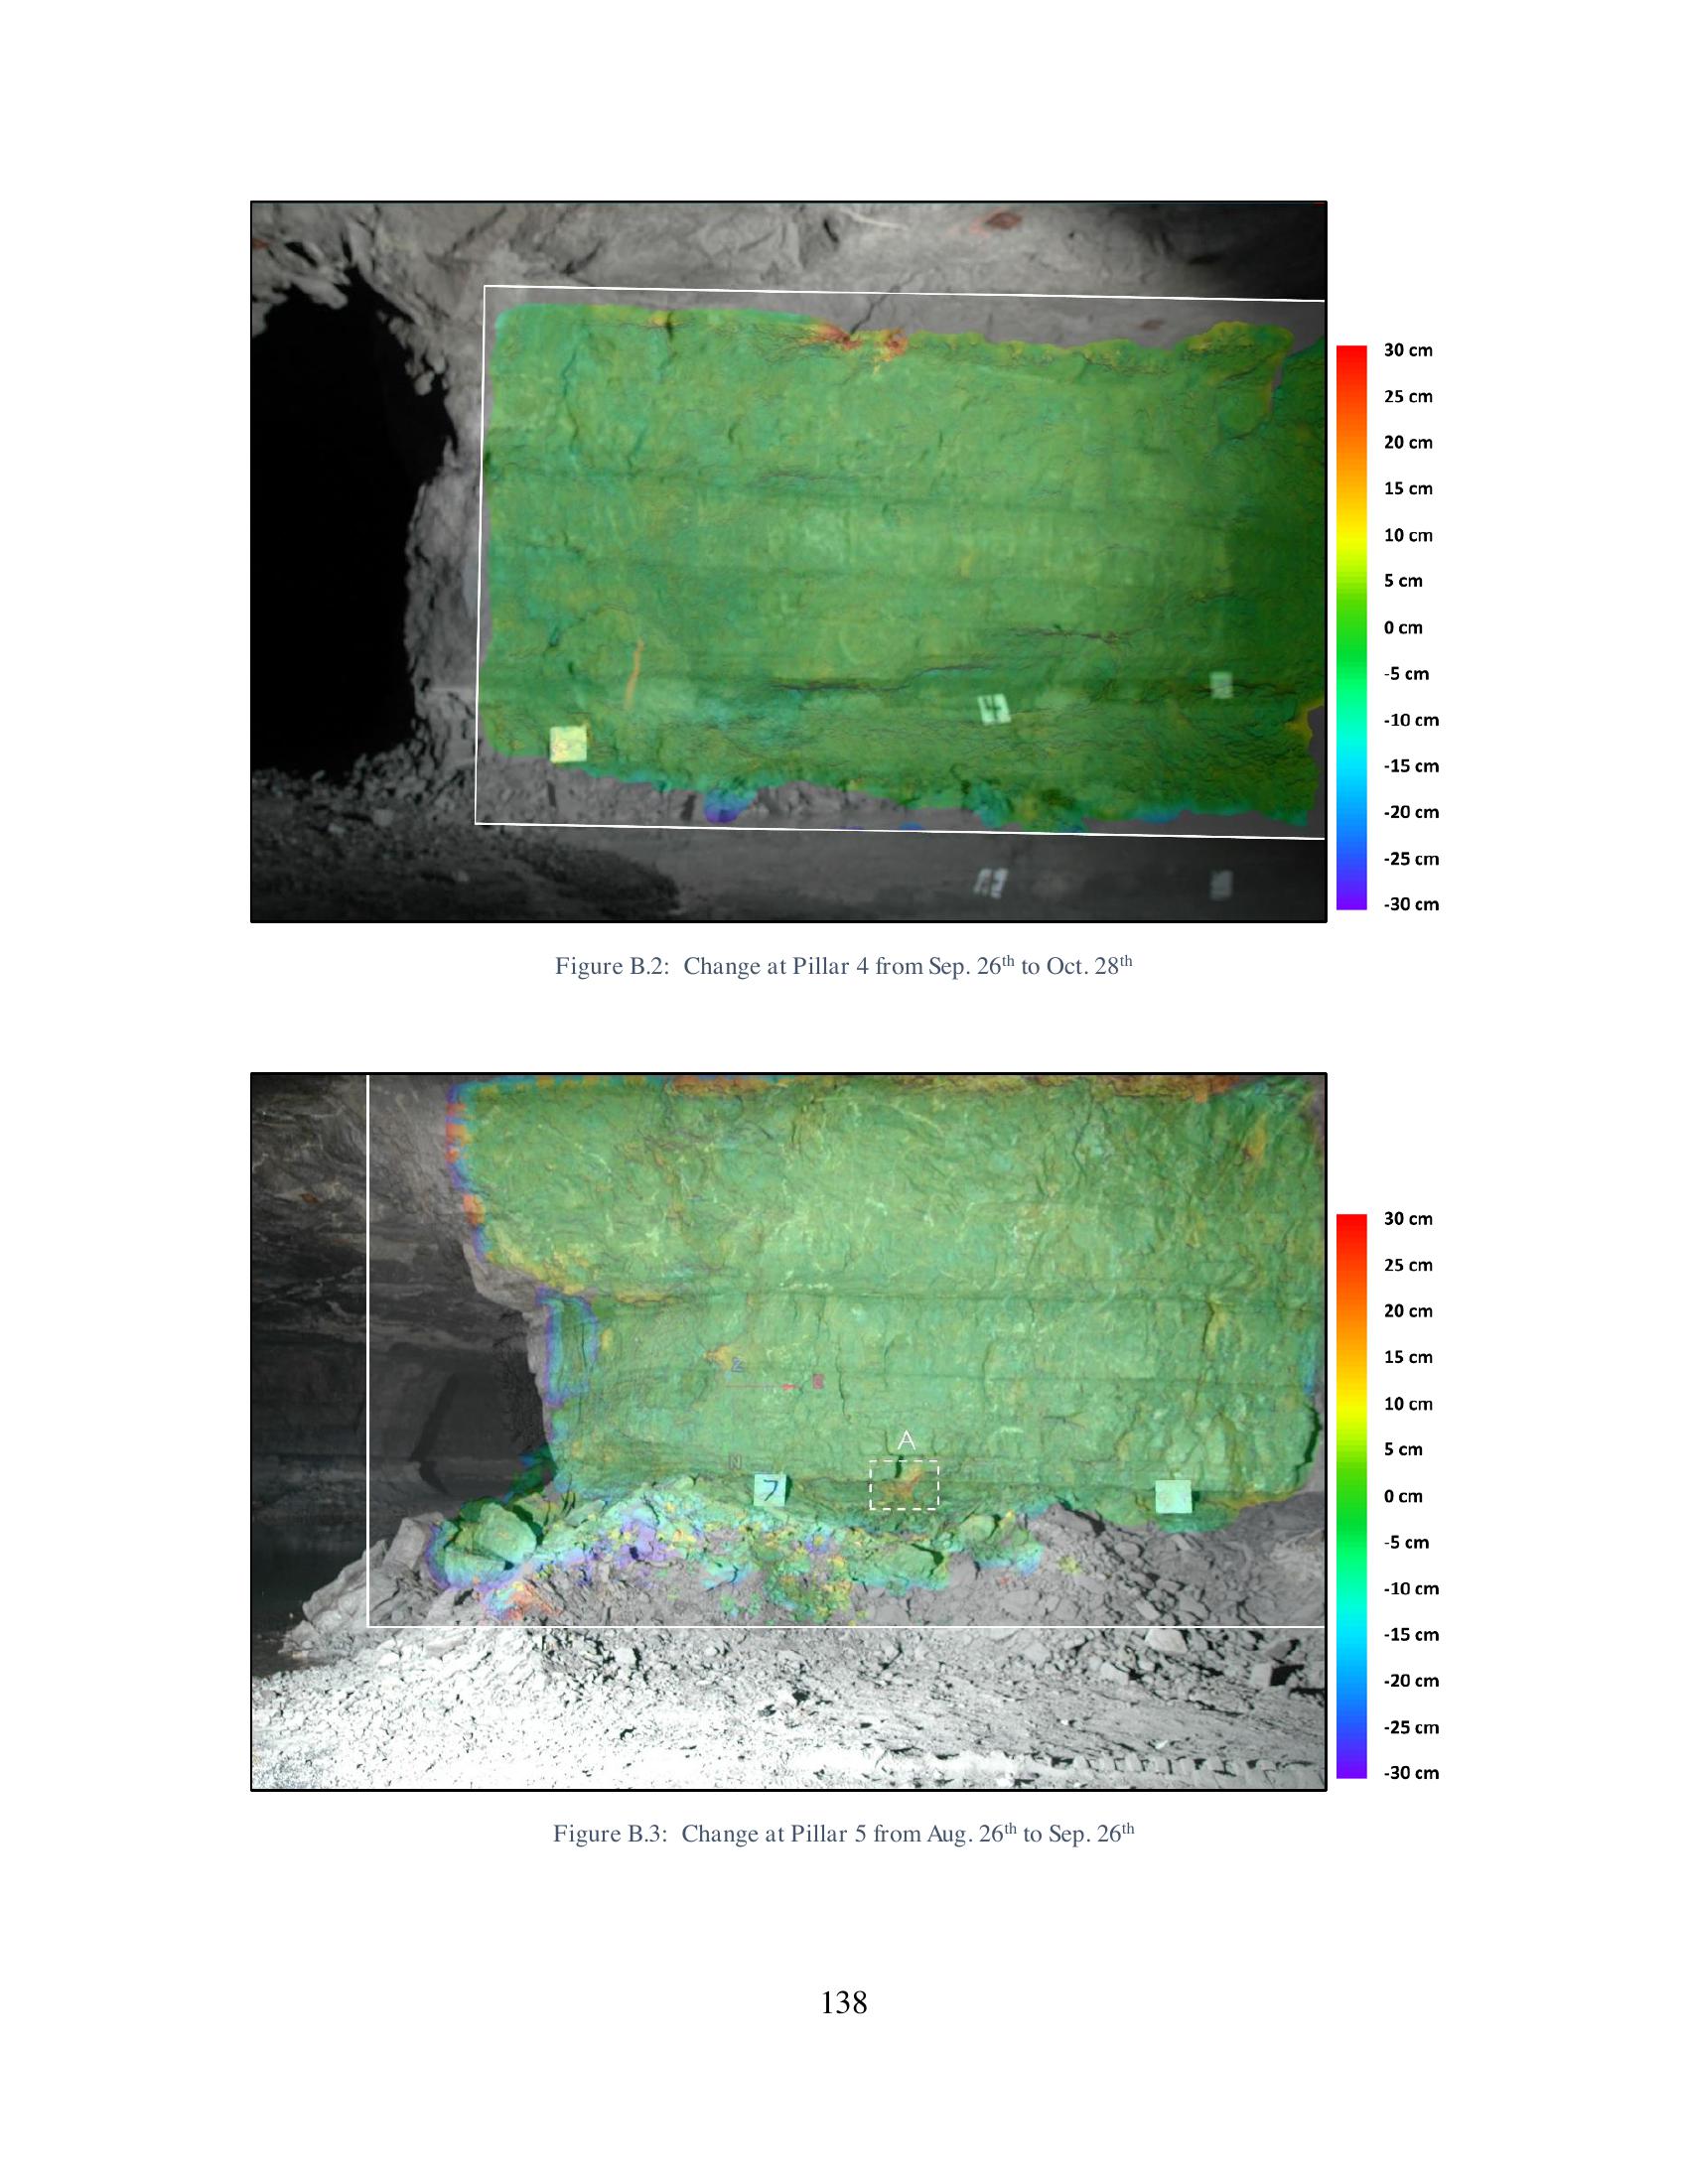 30 cm
25 cm
20 cm
15 cm
10 cm
5 cm
0 cm
-5 cm
-10 cm
-15 cm
-20 cm
-25 cm
-30 cm
4
Figure B.2: Change at Pillar 4 from Sep. 26th to Oct. 28th
30 cm
25 cm
20 cm
15 cm
10 cm
5 cm
0 cm
-5 cm
-10 cm
-15 cm
-20 cm
-25 cm
-30 cm
Z
A
N
7
Figure B.3: Change at Pillar 5 from Aug. 26th to Sep. 26th
138